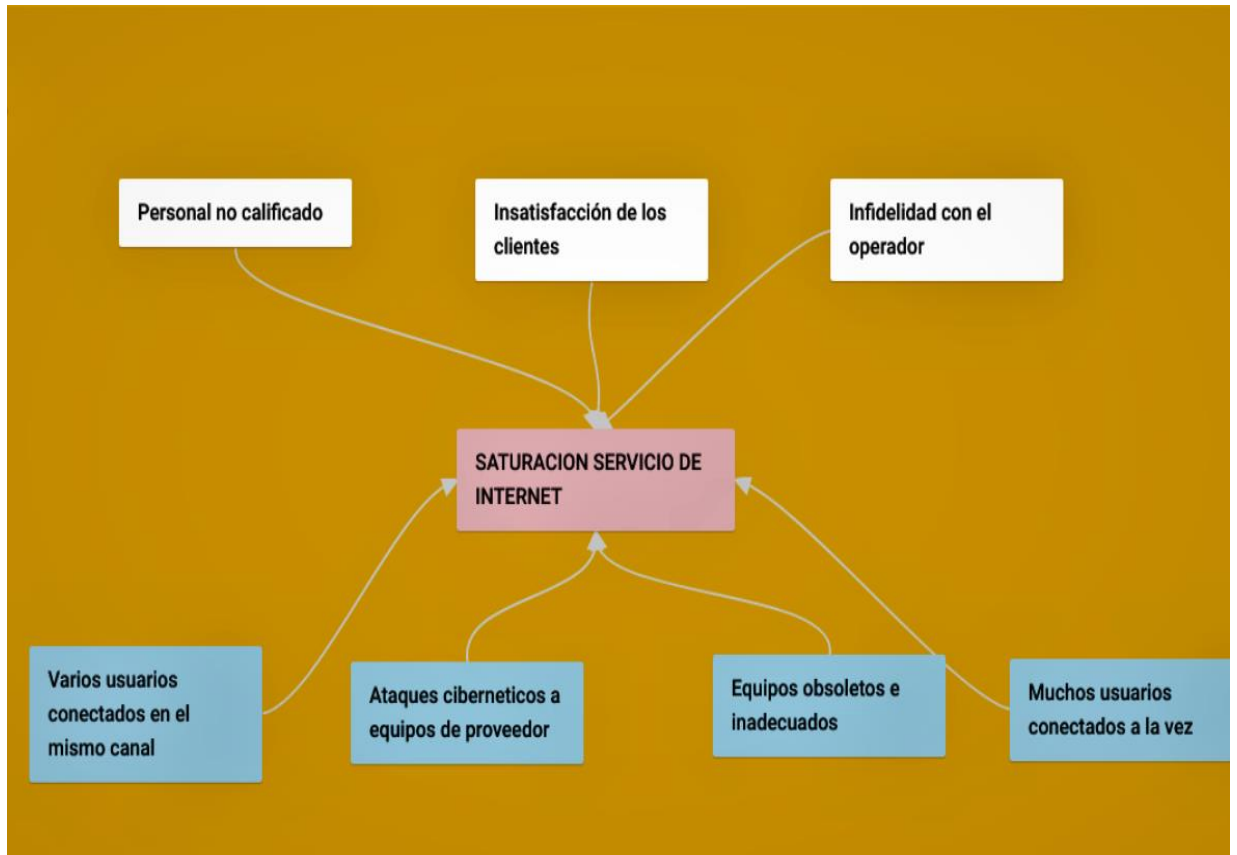 Personal no calificado
Insatisfacción de los
clientes
Infidelidad con el
operador
SATURACION SERVICIO DE
INTERNET
Varios usuarios
conectados en el
mismo canal
Ataques ciberneticos a
equipos de proveedor
Equipos obsoletos e
inadecuados
Muchos usuarios
conectados a la vez